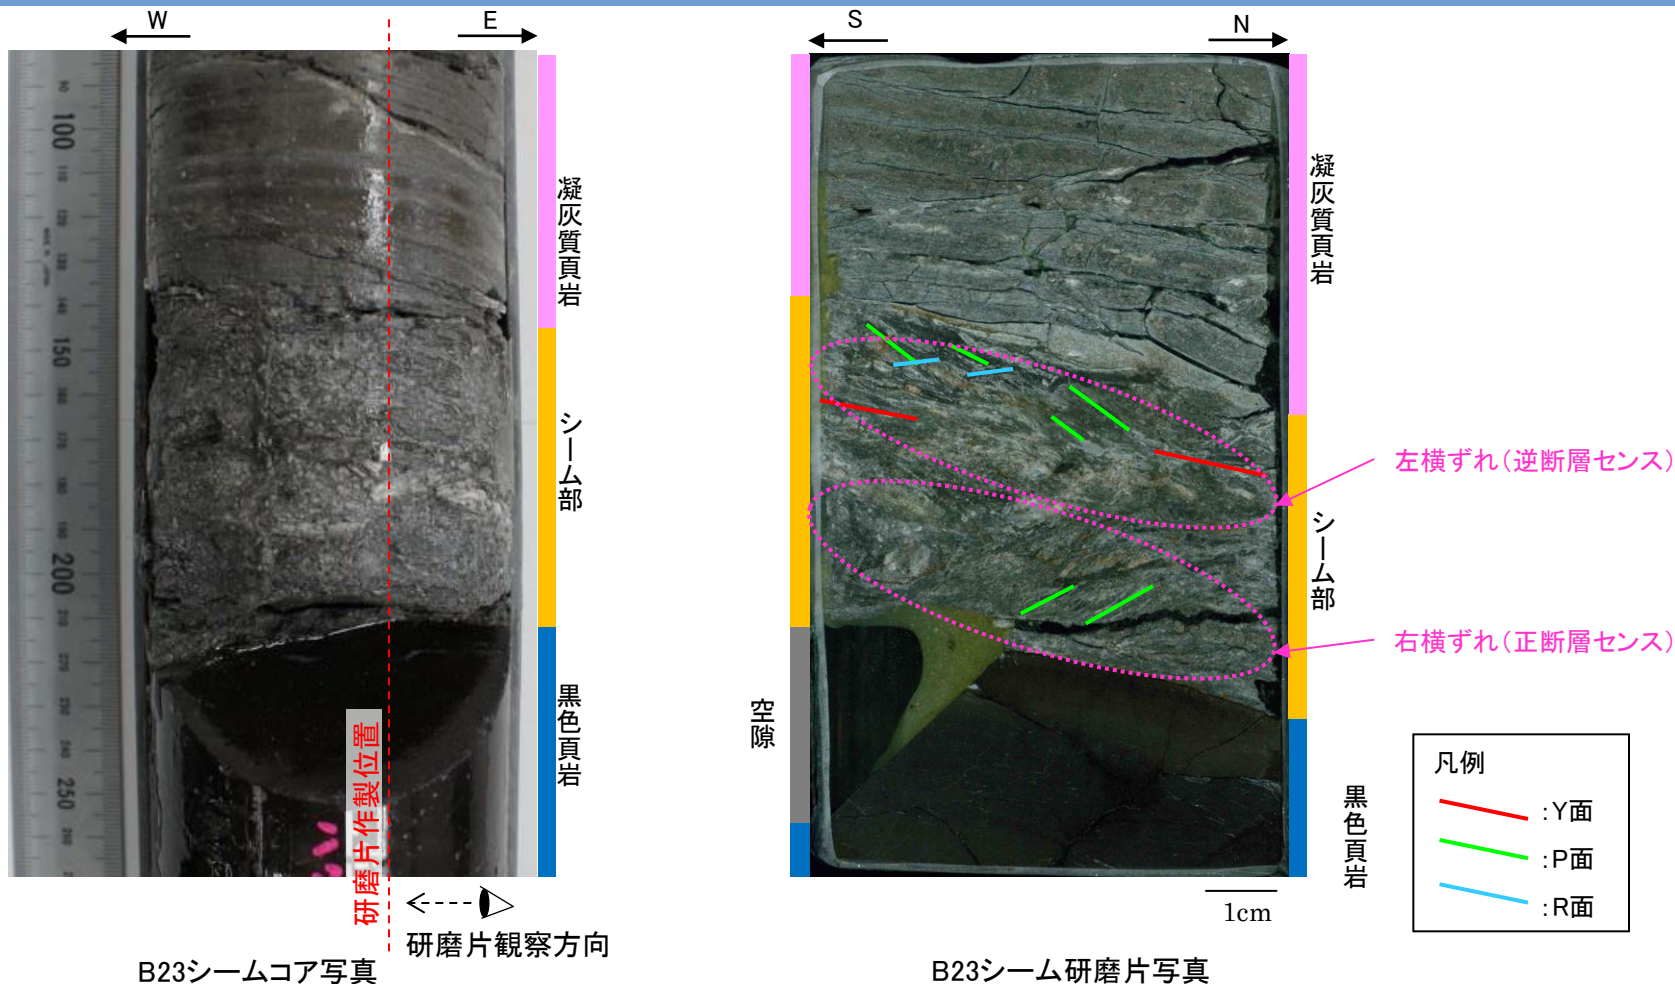 W
E
S
N
100
150
200
250
凝灰質頁岩
シーム部
黒色頁岩
研磨片作製位置
研磨片観察方向
B23シームコア写真
凝灰質頁岩
シーム部
空隙
黒色頁岩
左横ずれ(逆断層センス)
右横ずれ(正断層センス)
1cm
B23シーム研磨片写真
凡例
:Y面
:P面
:R面